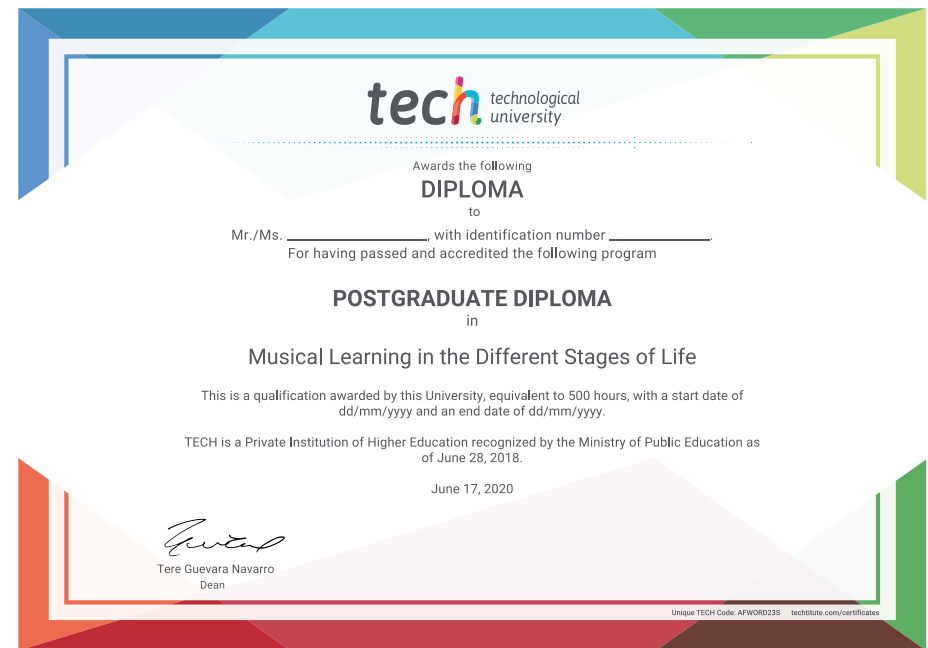 tech technological
university
Awards the following
DIPLOMA
to
Mr./Ms. ____________________, with identification number ______________.
For having passed and accredited the following program
POSTGRADUATE DIPLOMA
in
Musical Learning in the Different Stages of Life
This is a qualification awarded by this University, equivalent to 500 hours, with a start date of
dd/mm/yyyy and an end date of dd/mm/yyyy.
TECH is a Private Institution of Higher Education recognized by the Ministry of Public Education as
of June 28, 2018.
June 17, 2020
Tere Guevara Navarro
Dean
Unique TECH Code: AFWORD23S techtitute.com/certificates